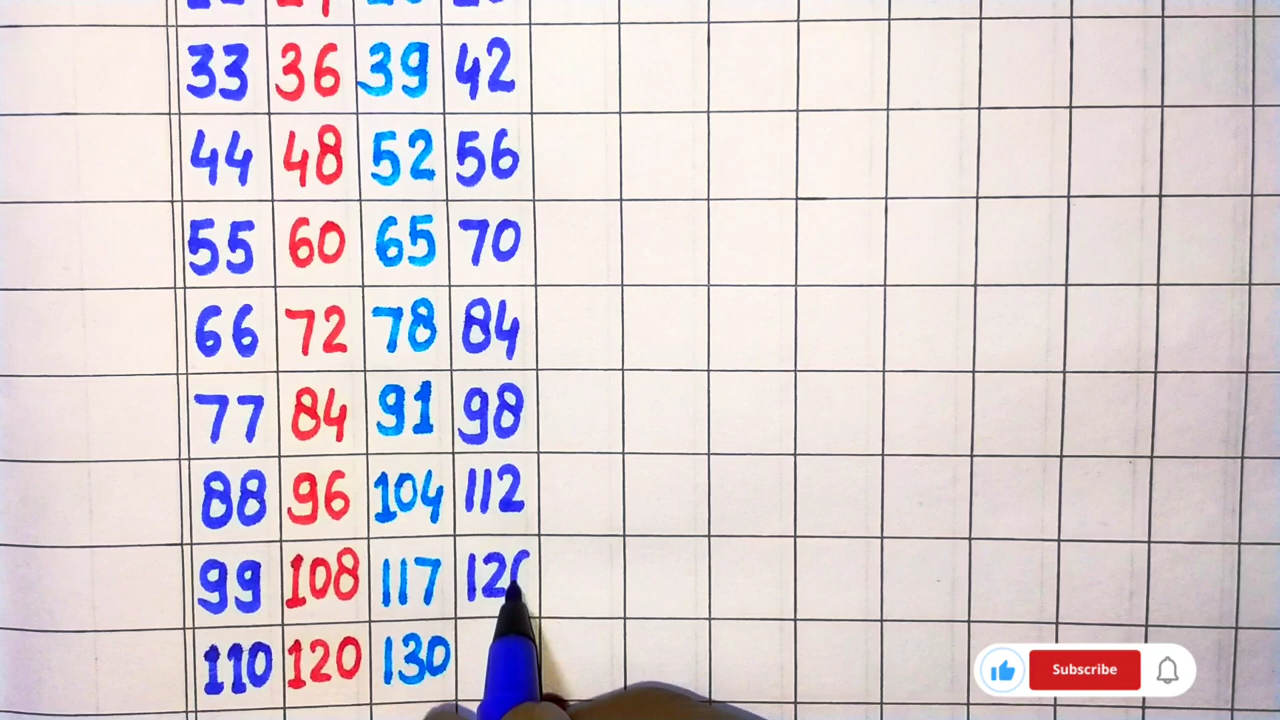 33 36 39 42
44 48 52 56
55 60 65 70
66 72 78 84
77 84 91 98
88 96 104 112
99 108 117
110 120 130
Subscribe